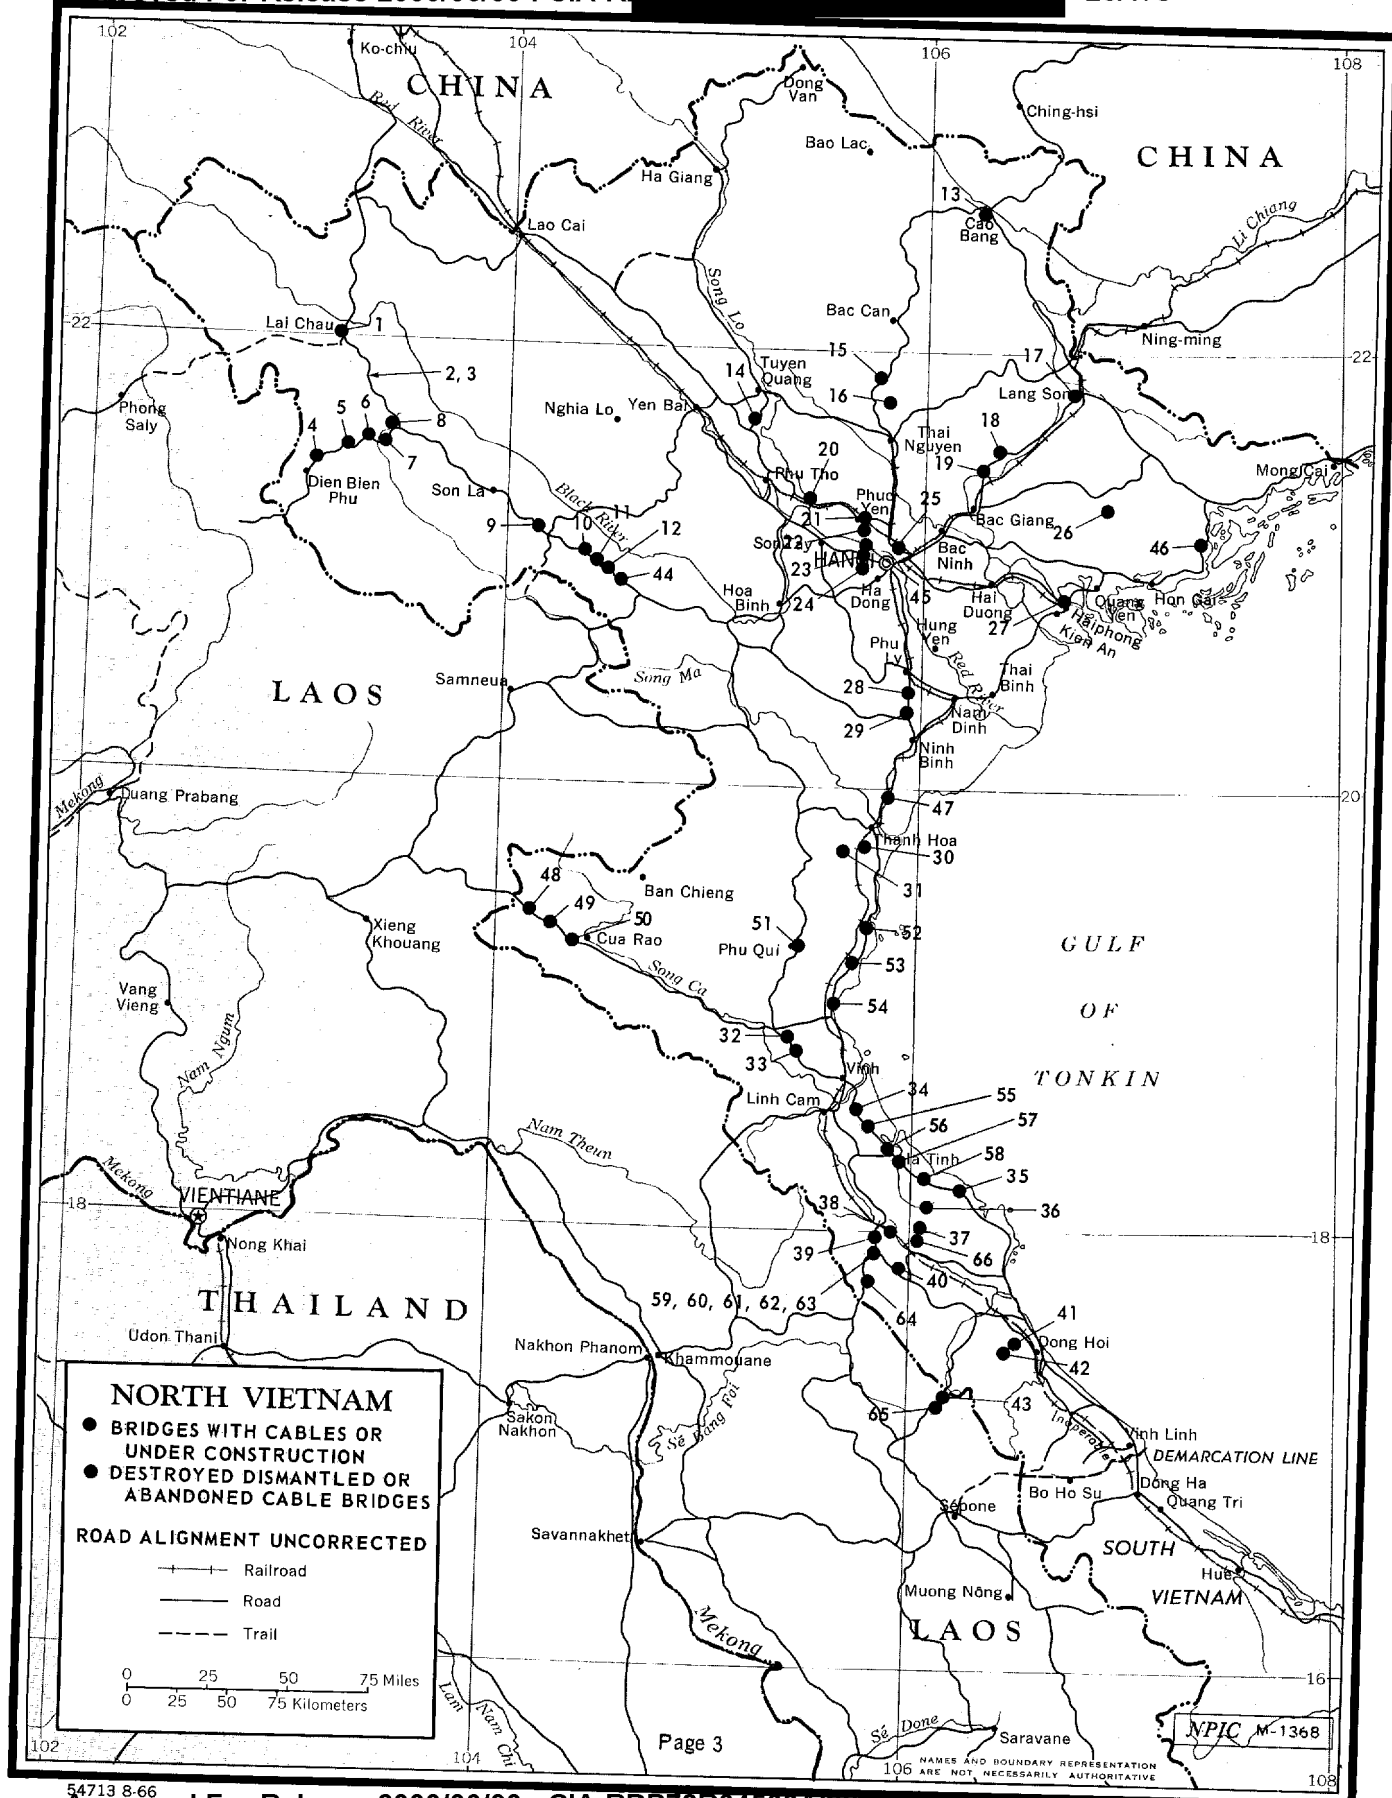 102
104
106
108
Ko-chiu
CHINA
Dong
Van
Red River
Ching-hsi
Bao Lac
CHINA
Ha Giang
13
Cao
Bang
Li Chiang
Lao Cai
Song Lo
Lai Chau
1
22
Bac Can
Ning-ming
2, 3
15
17
22
14
Tuyen
Quang
16
Lang Son
Phong
Saly
4
5
6
8
7
Nghia Lo
Yen Bai
Thai
Nguyen
18
19
Dien Bien
Phu
20
Mong Cai
Son La
Phu Tho
Phuc
Yen
25
Black River
9
10
11
12
21
Bac Giang
26
46
22
HANOI
Bac
Ninh
23
44
Hoa
Binh
24
Ha
Dong
45
Hai
Duong
Quang
Yen
Hon Gai
27
Haiphong
Kien An
Hung
Yen
Phu
Ly
Red River
Thai
Binh
LAOS
Samneua
Song Ma
28
29
Nam
Dinh
Ninh
Binh
Mekong
Luang Prabang
20
47
Thanh Hoa
30
31
48
Ban Chieng
49
50
Cua Rao
51
Phu Qui
52
53
Xieng
Khouang
GULF
OF
TONKIN
Song Ca
54
Vang
Vieng
Nam Ngum
32
33
Vinh
34
55
Linh Cam
56
57
Nam Theun
Ha Tinh
58
35
Mekong
VIENTIANE
18
38
36
37
18
39
66
Nong Khai
40
THAILAND
59, 60, 61, 62, 63
64
41
Udon Thani
Nakhon Phanom
Khammouane
Dong Hoi
42
43
65
Sakon
Nakhon
Sé Bang Foi
Inoperable
Vinh Linh
DEMARCATION LINE
Bo Ho Su
Dong Ha
Quang Tri
Sépone
Savannakhet
SOUTH
VIETNAM
Hué
Muong Nông
LAOS
Mekong
16
NORTH VIETNAM
BRIDGES WITH CABLES OR
UNDER CONSTRUCTION
DESTROYED DISMANTLED OR
ABANDONED CABLE BRIDGES
ROAD ALIGNMENT UNCORRECTED
Railroad
Road
Trail
0 25 50 75 Miles
0 25 50 75 Kilometers
Lam
Nam Chi
Page 3
Sé Done
Saravane
NPIC M-1368
NAMES AND BOUNDARY REPRESENTATION
ARE NOT NECESSARILY AUTHORITATIVE
102
104
106
108
54713 8-66